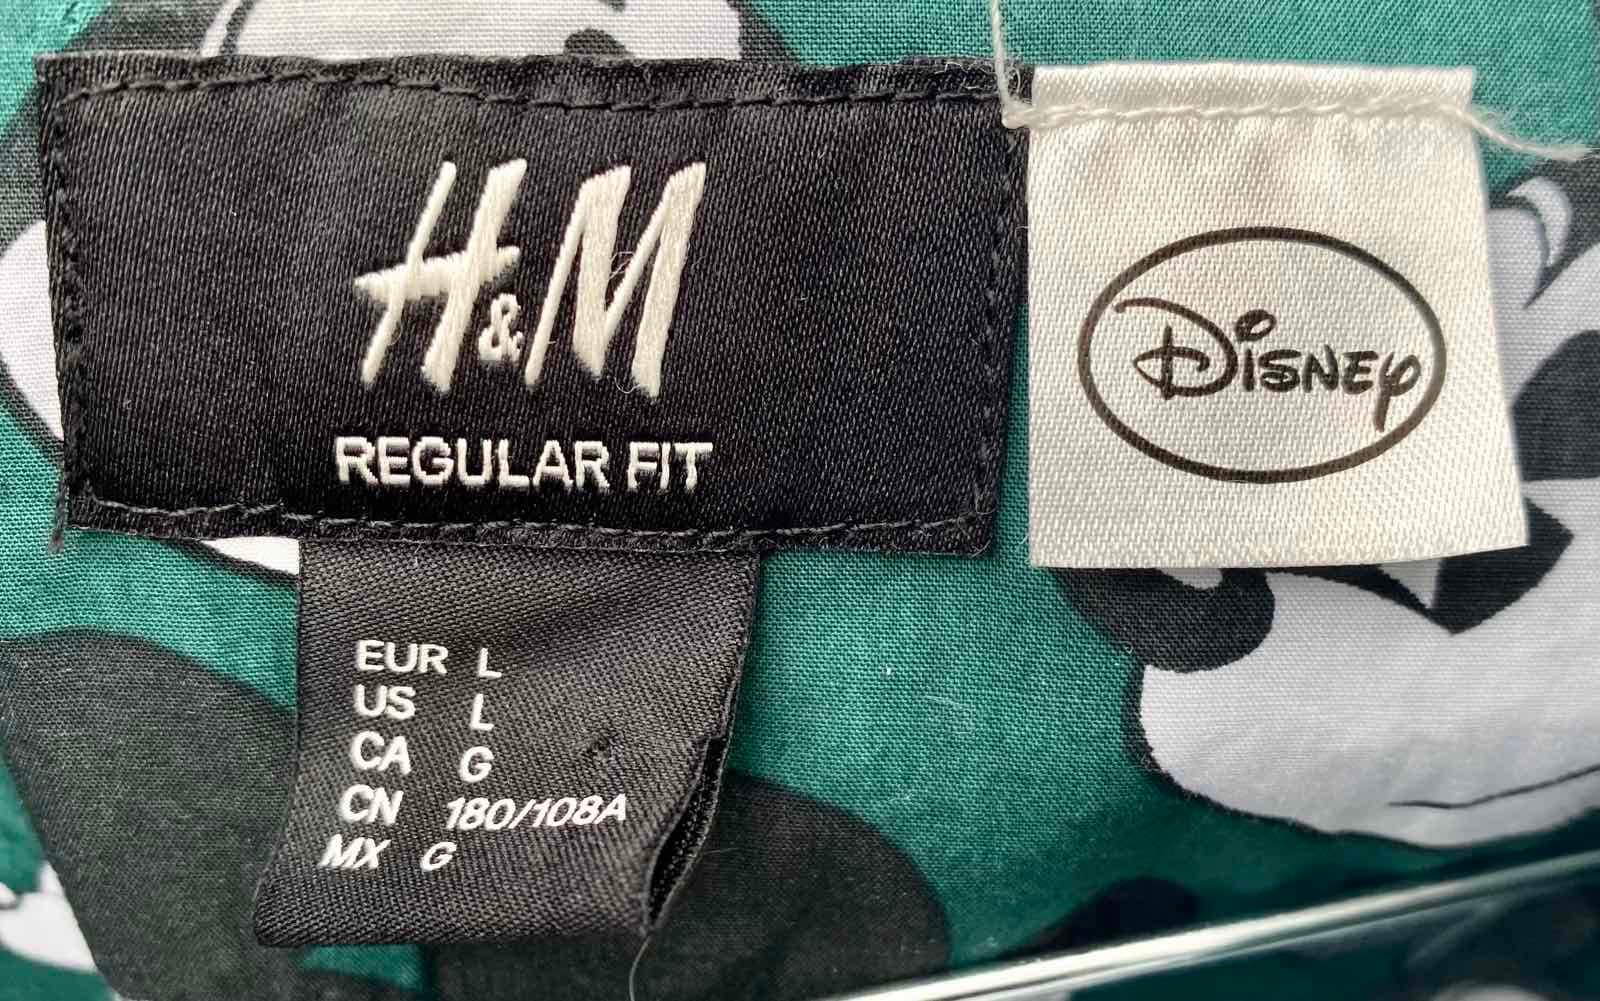 H&M
REGULAR FIT
Disney
EUR L
US L
CA G
CN 180/108A
MX G